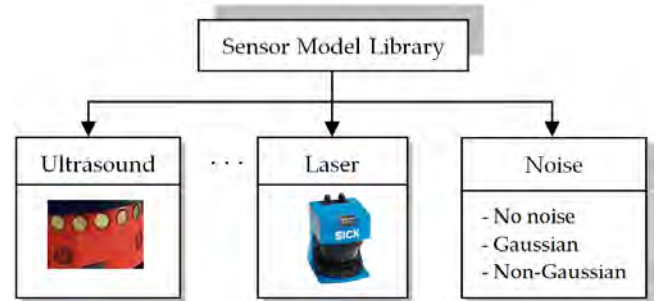 Sensor Model Library
Ultrasound
. . .
Laser
Noise
SICK
- No noise
- Gaussian
- Non-Gaussian